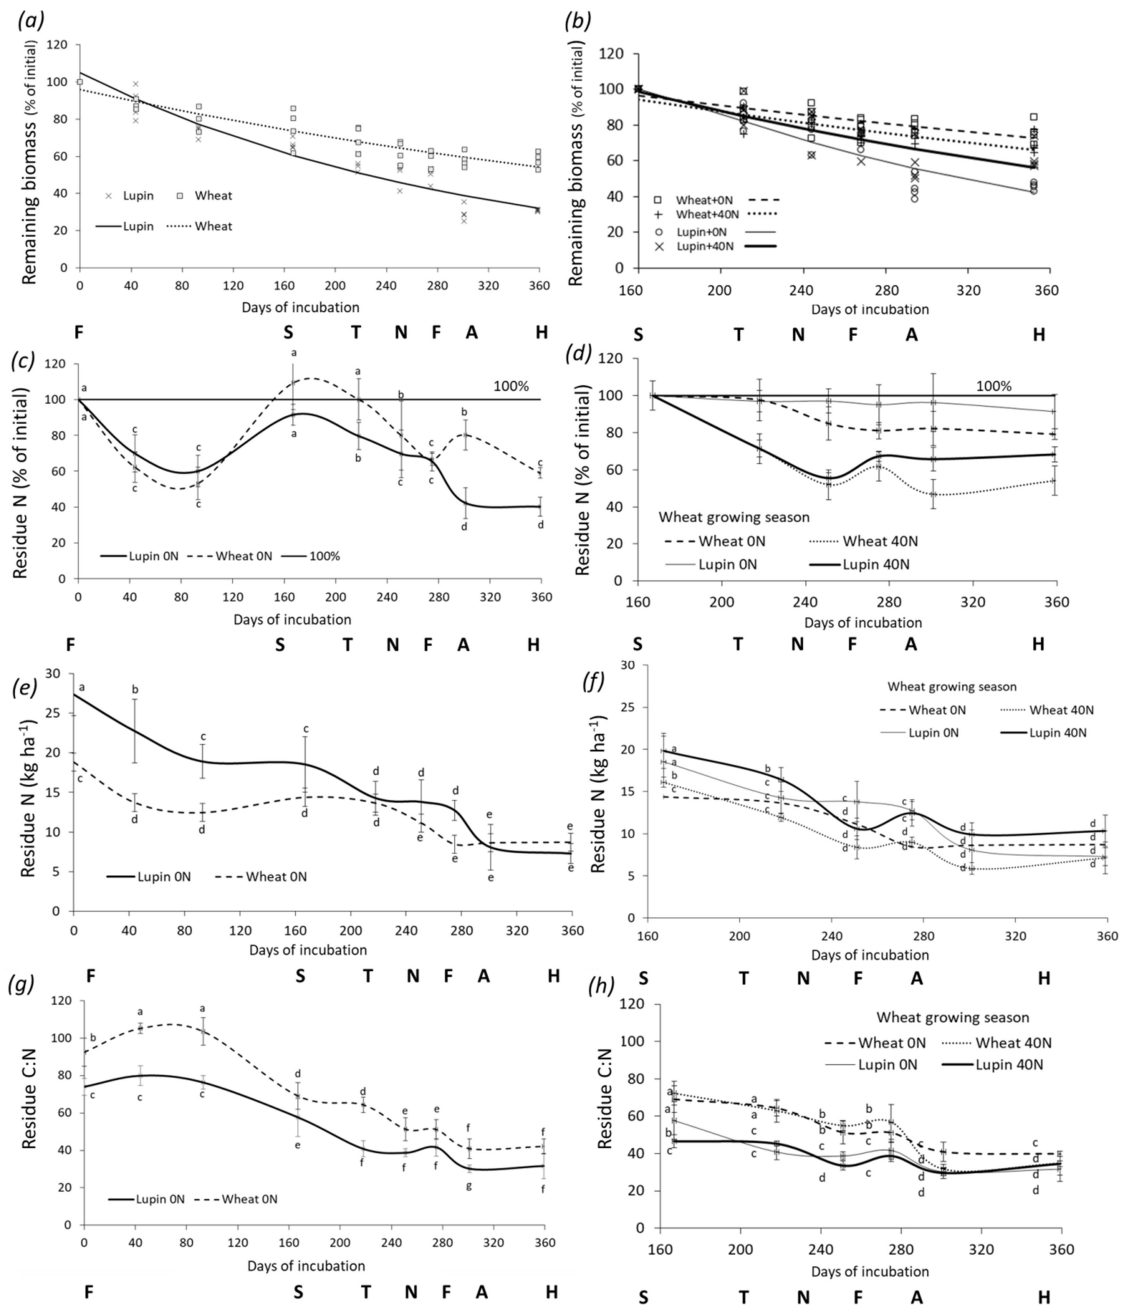 (a)
Remaining biomass (% of initial)
120
100
80
60
40
20
0
Lupin Wheat
Lupin Wheat
0 40 80 120 160 200 240 280 320 360
Days of incubation
F S T N F A H
(b)
Remaining biomass (% of initial)
120
100
80
60
40
20
0
Wheat+0N
Wheat+40N
Lupin+0N
Lupin+40N
160 200 240 280 320 360
Days of incubation
S T N F A H
(c)
Residue N (% of initial)
120
100
80
60
40
20
0
100%
a
a
c
c
c
c
a
a
a
b
b
c
c
c
b
d
c
d
Lupin 0N Wheat 0N 100%
0 40 80 120 160 200 240 280 320 360
Days of incubation
F S T N F A H
(d)
Residue N (% of initial)
120
100
80
60
40
20
0
100%
Wheat growing season
Wheat 0N Wheat 40N
Lupin 0N Lupin 40N
160 200 240 280 320 360
Days of incubation
S T N F A H
(e)
Residue N (kg ha-1)
30
25
20
15
10
5
0
a
c
b
d
c
d
c
d
d
d
d
e
d
e
e
e
e
e
Lupin 0N Wheat 0N
0 40 80 120 160 200 240 280 320 360
Days of incubation
F S T N F A H
(f)
Residue N (kg ha-1)
30
25
20
15
10
5
0
Wheat growing season
Wheat 0N Wheat 40N
Lupin 0N Lupin 40N
a
a
b
c
b
c
c
d
c
c
d
d
c
c
d
d
d
d
d
d
d
d
d
d
160 200 240 280 320 360
Days of incubation
S T N F A H
(g)
Residue C:N
120
100
80
60
40
20
0
b
c
a
c
a
c
d
e
d
f
e
f
e
f
f
g
f
f
Lupin 0N Wheat 0N
0 40 80 120 160 200 240 280 320 360
Days of incubation
F S T N F A H
(h)
Residue C:N
120
100
80
60
40
20
0
Wheat growing season
Wheat 0N Wheat 40N
Lupin 0N Lupin 40N
a
a
b
c
a
a
c
c
b
b
c
d
b
b
c
c
c
d
d
d
c
d
d
d
160 200 240 280 320 360
Days of incubation
S T N F A H